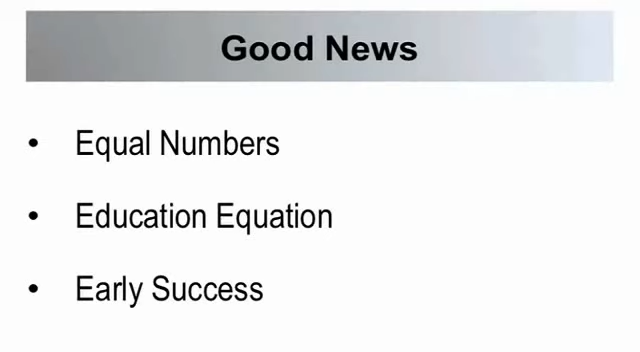 Good News
• Equal Numbers
• Education Equation
• Early Success